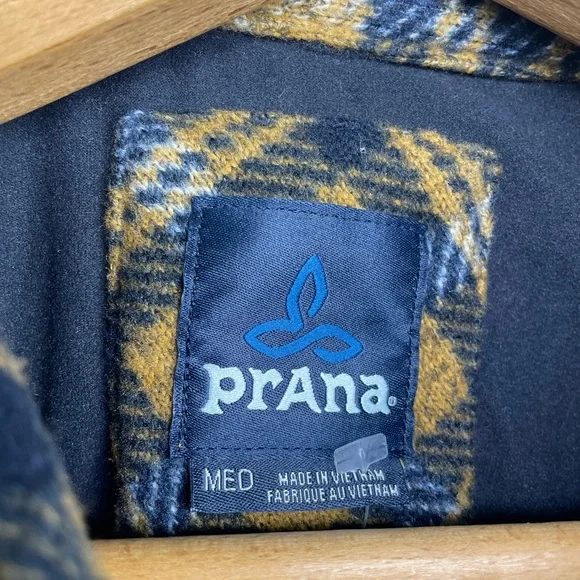 prAna®
MED
MADE IN VIETNAM
FABRIQUE AU VIETNAM